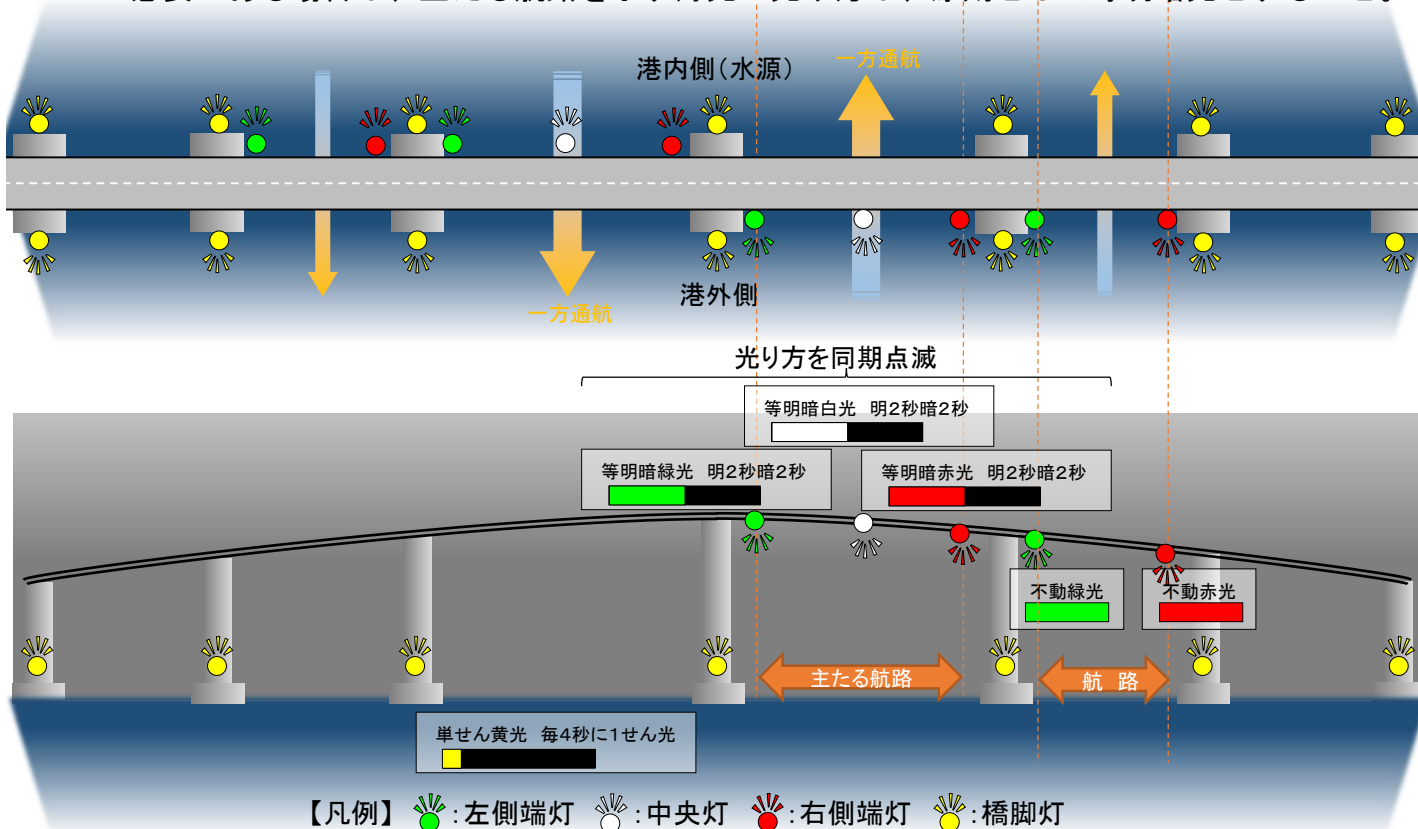 港内側(水源)
一方通航
港外側
一方通航
光り方を同期点滅
等明暗白光 明2秒暗2秒
等明暗緑光 明2秒暗2秒
等明暗赤光 明2秒暗2秒
不動緑光
不動赤光
主たる航路
航 路
単せん黄光 毎4秒に1せん光
【凡例】 :左側端灯 :中央灯 :右側端灯 :橋脚灯